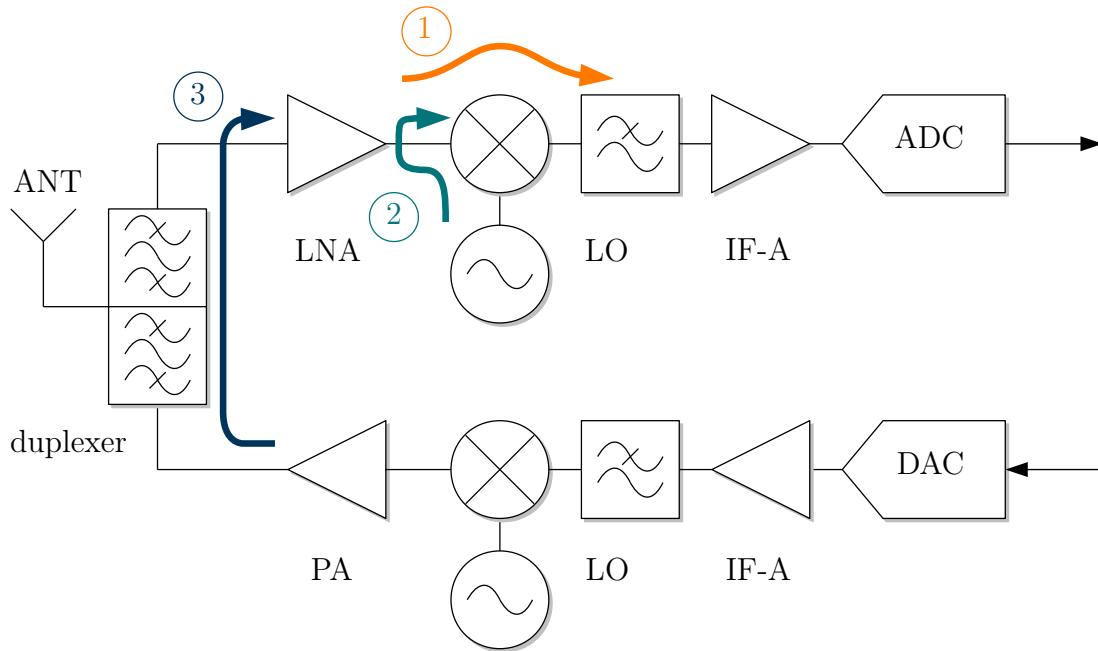 1
3
ADC
ANT
2
LNA
LO
IF-A
duplexer
DAC
PA
LO
IF-A